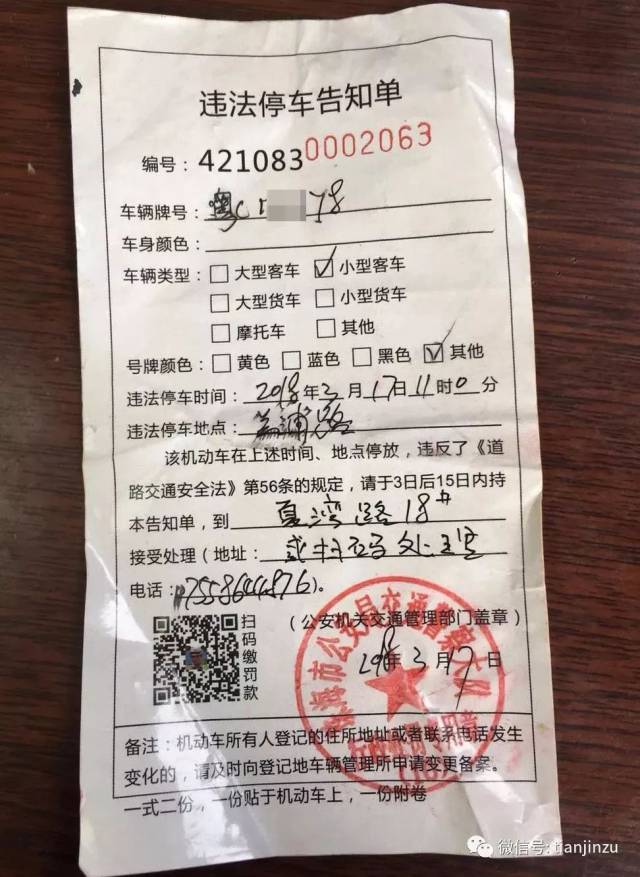 违法停车告知单
编号：4210830002063
车辆牌号：粤C 78
车身颜色：
车辆类型：□大型客车 ☑小型客车
□大型货车 □小型货车
□摩托车 □其他
号牌颜色：□黄色 □蓝色 □黑色 ☑其他
违法停车时间：2018年3月17日11时0分
违法停车地点：
该机动车在上述时间、地点停放，违反了《道
路交通安全法》第56条的规定，请于3日后15日内持
本告知单，到夏湾路18#
接受处理（地址：或扫码处理
电话：）。
扫码缴罚款
（公安机关交通管理部门盖章）
2018年3月17日
备注：机动车所有人登记的住所地址或者联系电话发生
变化的，请及时向登记地车辆管理所申请变更备案。
一式二份，一份贴于机动车上，一份附卷
微信号: tianjinzu